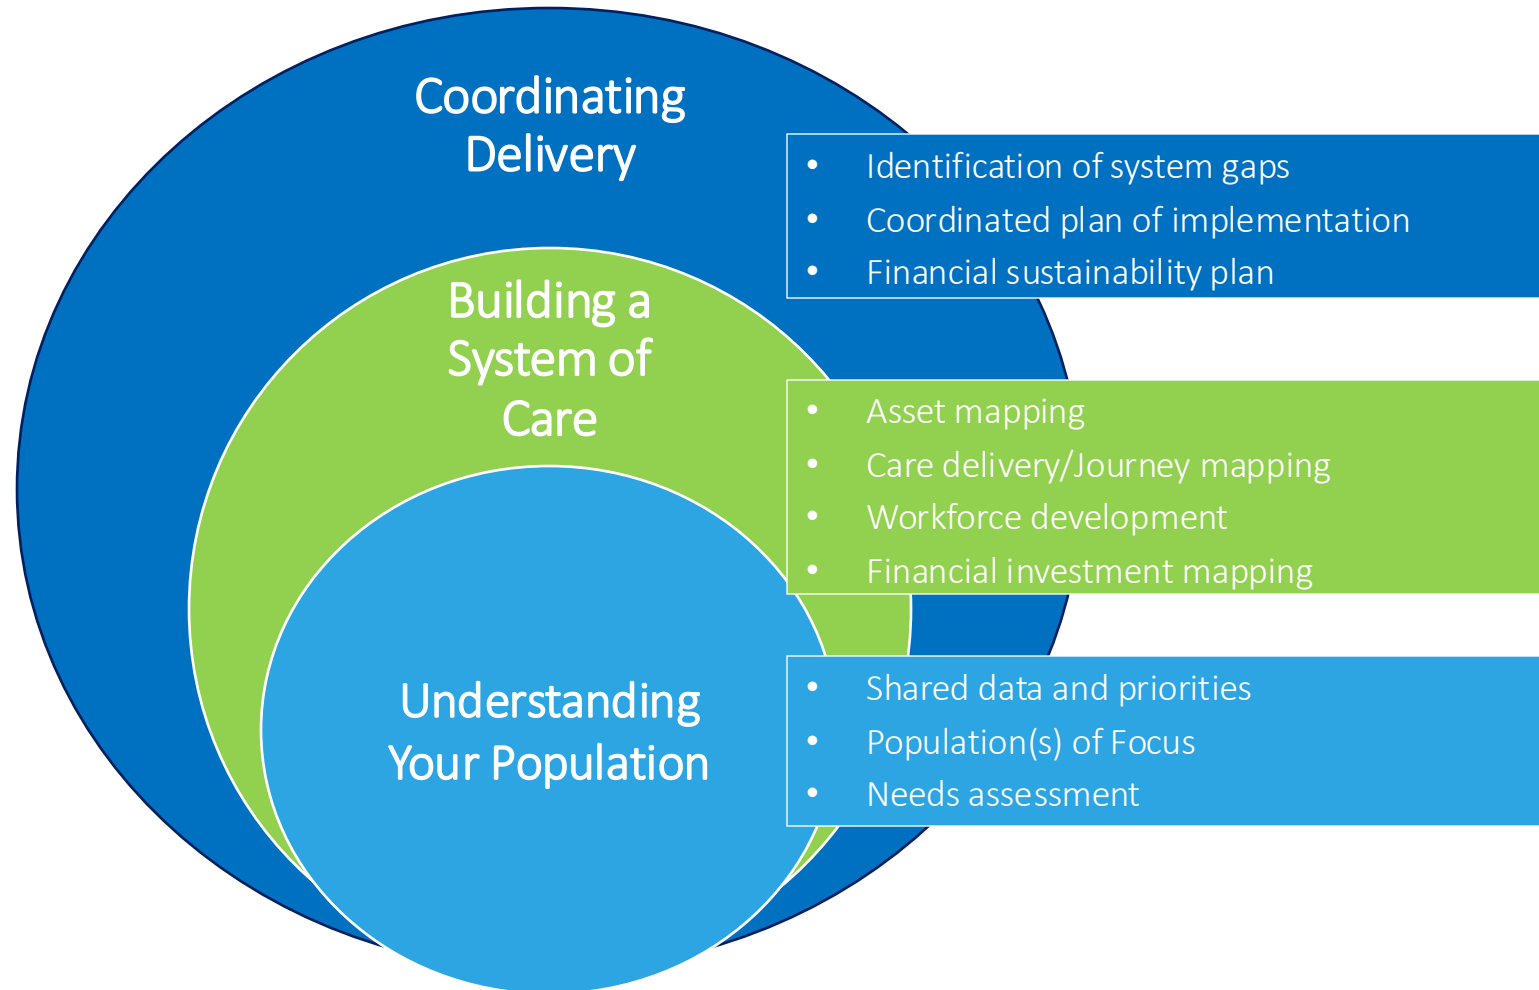 Coordinating
Delivery
• Identification of system gaps
• Coordinated plan of implementation
• Financial sustainability plan
Building a
System of
Care
• Asset mapping
• Care delivery/Journey mapping
• Workforce development
• Financial investment mapping
Understanding
Your Population
• Shared data and priorities
• Population(s) of Focus
• Needs assessment